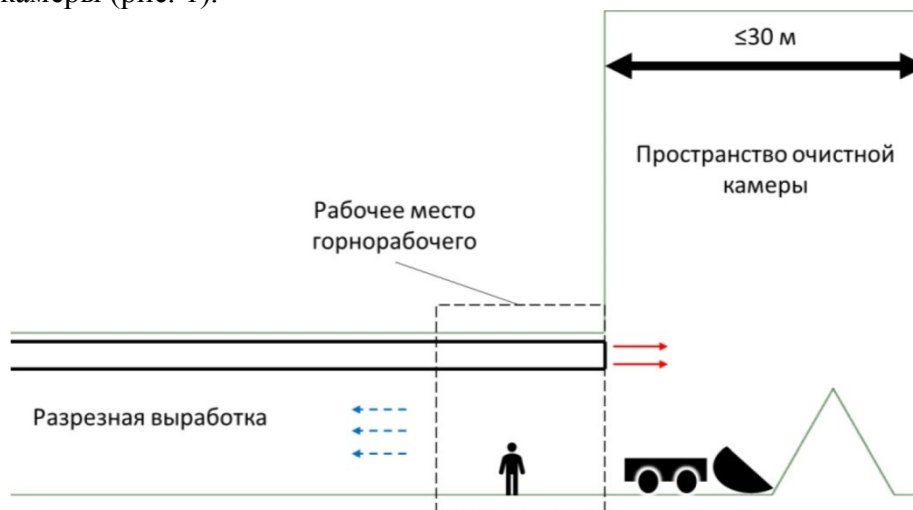 камеры (рис. 1).
≤30 м
Пространство очистной
камеры
Рабочее место
горнорабочего
Разрезная выработка